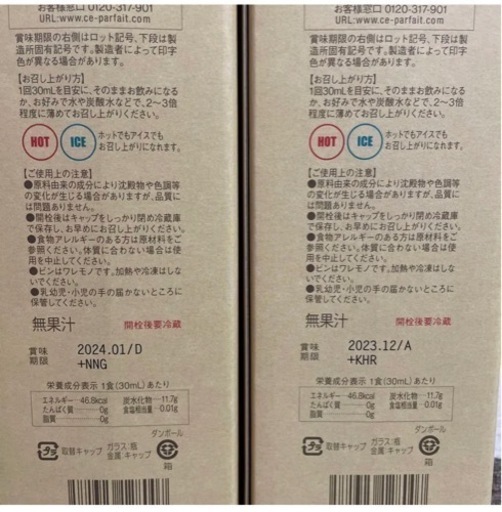 お客様窓口 0120-317-901
URL:www.ce-parfait.com
賞味期限の右側はロット記号、下段は製
造所固有記号です。製造者によって印字
色が異なる場合があります。
【お召し上がり方】
1回30mLを目安に、そのままお飲みになる
か、お好みで水や炭酸水などで、2〜3倍
程度に薄めてお召し上がりください。
HOT ICE ホットでもアイスでも
お召し上がりになれます。
【ご使用上の注意】
●原料由来の成分により沈殿物や色調等
の変化が生じる場合がありますが、品質に
は問題ありません。
●開栓後はキャップをしっかり閉め冷蔵庫
で保存し、お早めにお召し上がりください。
●食物アレルギーのある方は原材料をご
参照ください。体質に合わない場合は使
用を中止してください。
●ビンはワレモノです。加熱や冷凍はしな
いでください。
●乳幼児・小児の手の届かないところに
保管してください。
無果汁 開栓後要冷蔵
賞味
期限 2024.01/D
+NNG
栄養成分表示 1食(30mL)あたり
エネルギー 46.8kcal 炭水化物 11.7g
たんぱく質 0g 食塩相当量 0.01g
脂質 0g
ダンボール
取替キャップ ガラス:瓶
金属:キャップ
箱
お客様窓口 0120-317-901
URL:www.ce-parfait.com
賞味期限の右側はロット記号、下段は製
造所固有記号です。製造者によって印字
色が異なる場合があります。
【お召し上がり方】
1回30mLを目安に、そのままお飲みになる
か、お好みで水や炭酸水などで、2〜3倍
程度に薄めてお召し上がりください。
HOT ICE ホットでもアイスでも
お召し上がりになれます。
【ご使用上の注意】
●原料由来の成分により沈殿物や色調等
の変化が生じる場合がありますが、品質に
は問題ありません。
●開栓後はキャップをしっかり閉め冷蔵庫
で保存し、お早めにお召し上がりください。
●食物アレルギーのある方は原材料をご
参照ください。体質に合わない場合は使
用を中止してください。
●ビンはワレモノです。加熱や冷凍はしな
いでください。
●乳幼児・小児の手の届かないところに
保管してください。
無果汁 開栓後要冷蔵
賞味
期限 2023.12/A
+KHR
栄養成分表示 1食(30mL)あたり
エネルギー 46.8kcal 炭水化物 11.7g
たんぱく質 0g 食塩相当量 0.01g
脂質 0g
ダンボール
取替キャップ ガラス:瓶
金属:キャップ
箱